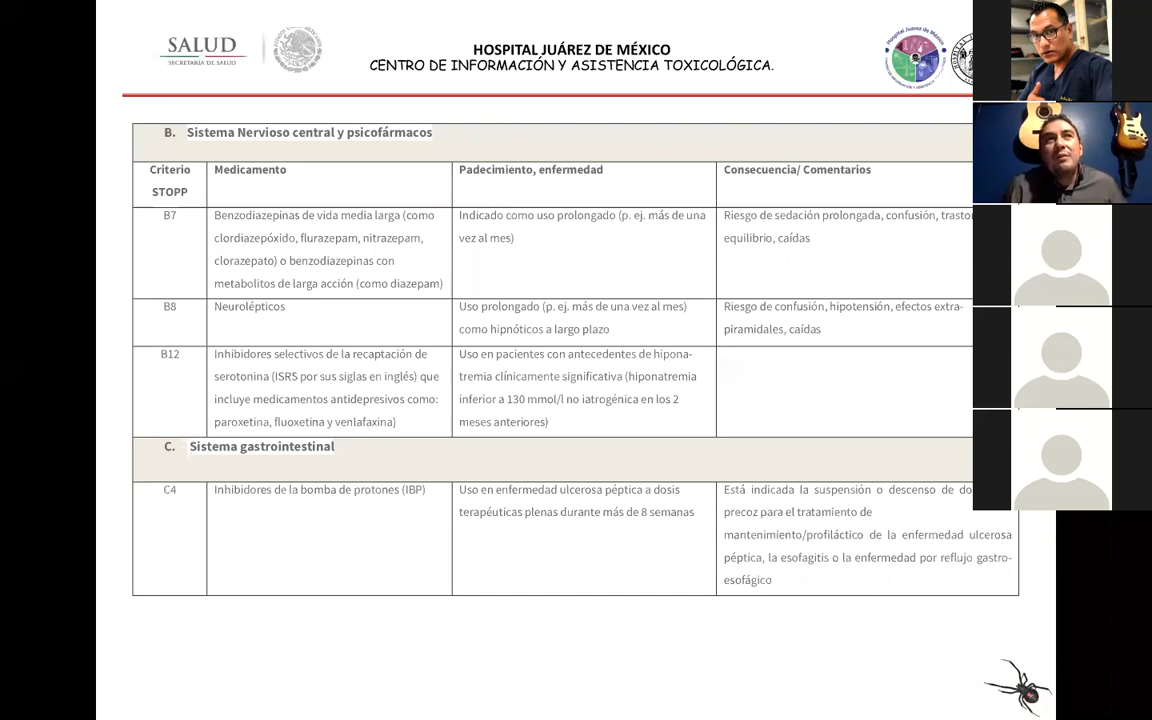 SALUD
SECRETARÍA DE SALUD
HOSPITAL JUÁREZ DE MÉXICO
CENTRO DE INFORMACIÓN Y ASISTENCIA TOXICOLÓGICA.
B. Sistema Nervioso central y psicofármacos
Criterio STOPP
Medicamento
Padecimiento, enfermedad
Consecuencia/ Comentarios
B7
Benzodiazepinas de vida media larga (como
clordiazepóxido, flurazepam, nitrazepam,
clorazepato) o benzodiazepinas con
metabolitos de larga acción (como diazepam)
Indicado como uso prolongado (p. ej. más de una
vez al mes)
Riesgo de sedación prolongada, confusión,
equilibrio, caídas
B8
Neurolépticos
Uso prolongado (p. ej. más de una vez al mes)
como hipnóticos a largo plazo
Riesgo de confusión, hipotensión, efectos extra-
piramidales, caídas
B12
Inhibidores selectivos de la recaptación de
serotonina (ISRS por sus siglas en inglés) que
incluye medicamentos antidepresivos como:
paroxetina, fluoxetina y venlafaxina)
Uso en pacientes con antecedentes de hipona-
tremia clínicamente significativa (hiponatremia
inferior a 130 mmol/l no iatrogénica en los 2
meses anteriores)
C. Sistema gastrointestinal
C4
Inhibidores de la bomba de protones (IBP)
Uso en enfermedad ulcerosa péptica a dosis
terapéuticas plenas durante más de 8 semanas
Está indicada la suspensión o descenso de
precoz para el tratamiento de
mantenimiento/profiláctico de la enfermedad ulcerosa
péptica, la esofagitis o la enfermedad por reflujo gastro-
esofágico